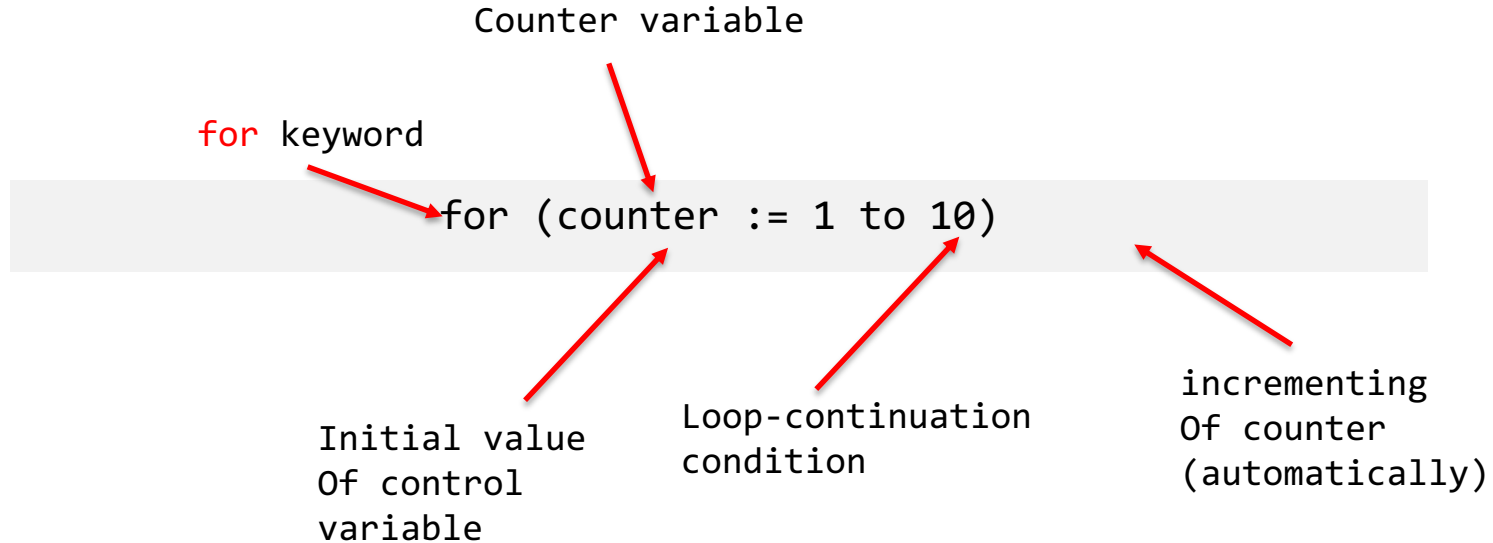 Counter variable
for keyword
for (counter := 1 to 10)
Initial value
Of control
variable
Loop-continuation
condition
incrementing
Of counter
(automatically)